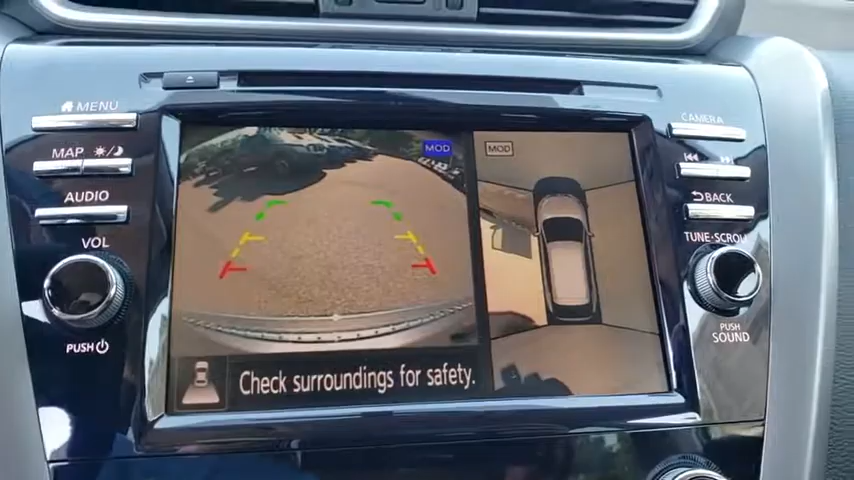 MENU
MAP
AUDIO
VOL
PUSH
MOD
MOD
Check surroundings for safety.
CAMERA
BACK
TUNE·SCROLL
PUSH
SOUND